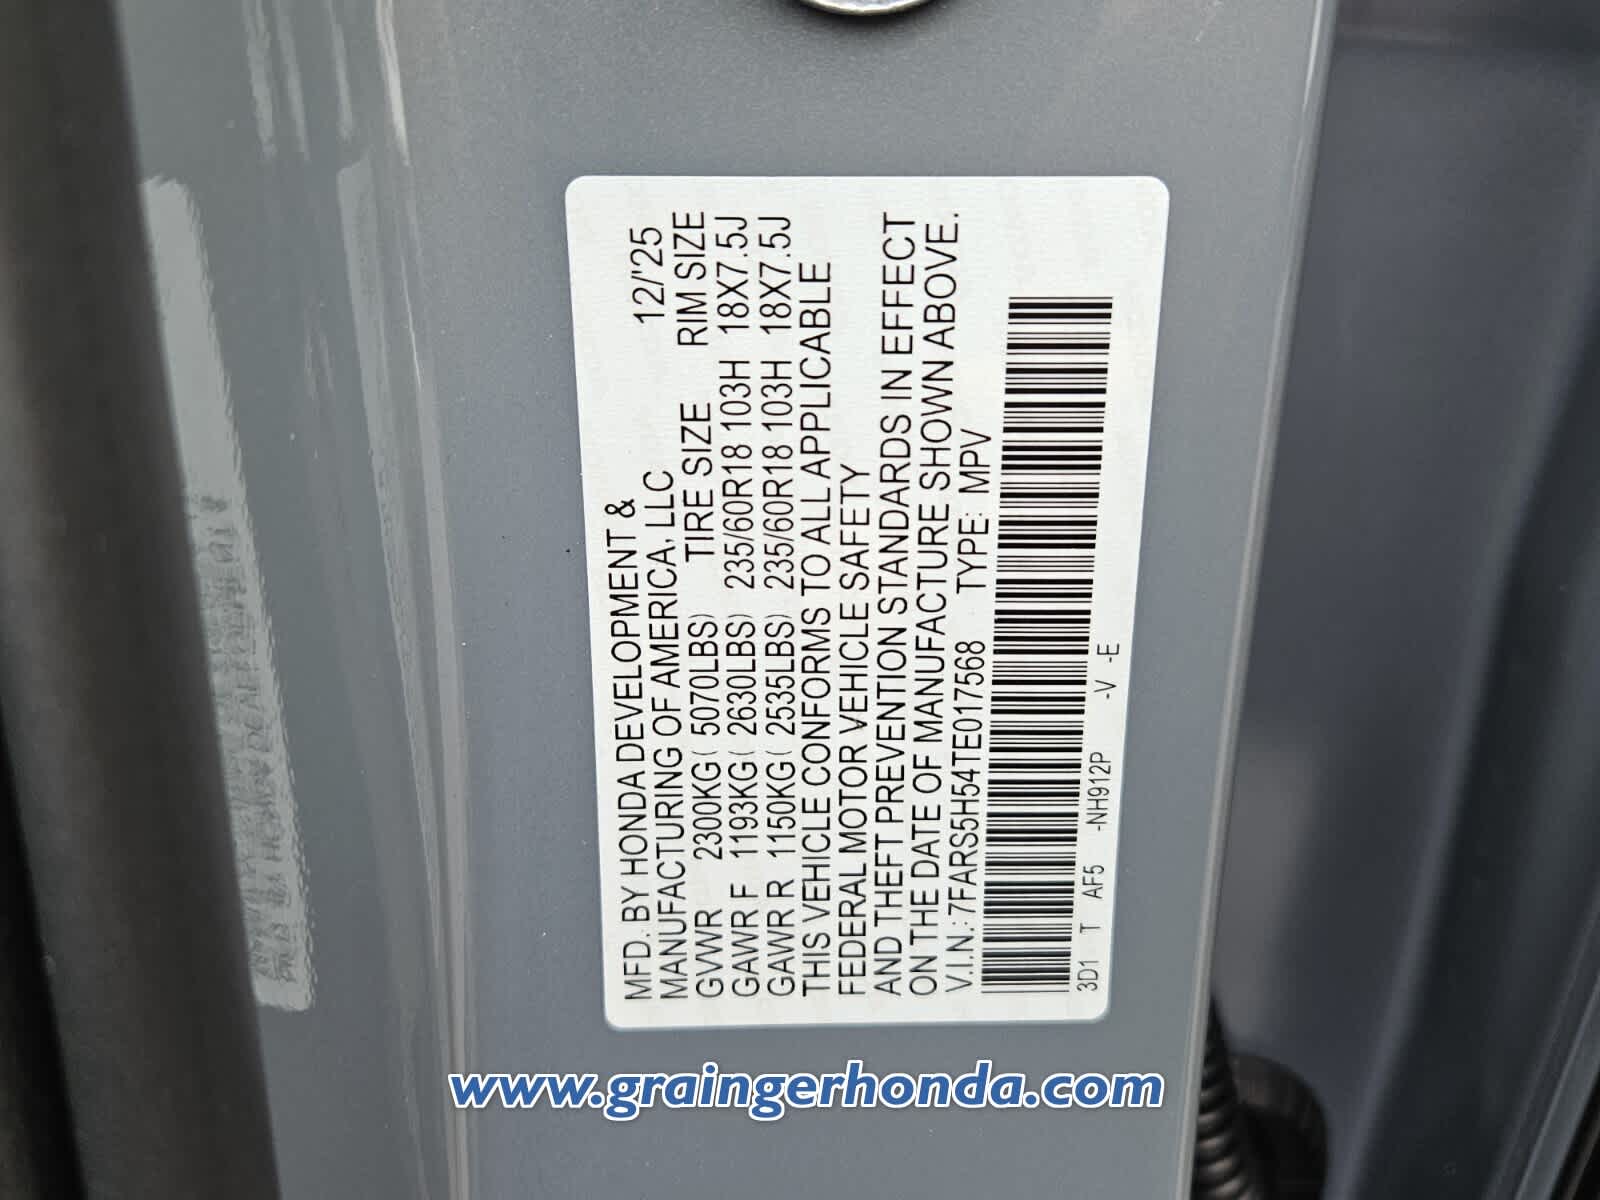 MFD. BY HONDA DEVELOPMENT &
MANUFACTURING OF AMERICA, LLC 12/'25
GVWR 2300KG( 5070LBS) TIRE SIZE RIM SIZE
GAWR F 1193KG( 2630LBS) 235/60R18 103H 18X7.5J
GAWR R 1150KG( 2535LBS) 235/60R18 103H 18X7.5J
THIS VEHICLE CONFORMS TO ALL APPLICABLE
FEDERAL MOTOR VEHICLE SAFETY
AND THEFT PREVENTION STANDARDS IN EFFECT
ON THE DATE OF MANUFACTURE SHOWN ABOVE.
V.I.N.: 7FARS5H54TE017568 TYPE: MPV
3D1 T AF5 -NH912P -V -E
www.graingerhonda.com